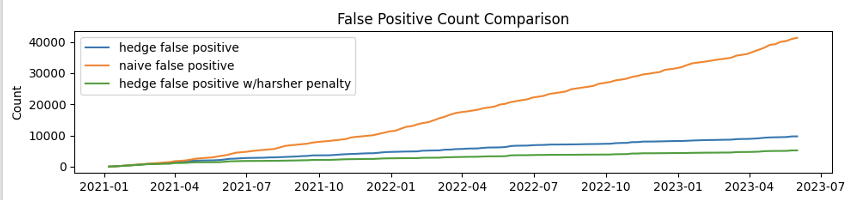 False Positive Count Comparison
hedge false positive
naive false positive
hedge false positive w/harsher penalty
Count
40000
30000
20000
10000
0
2021-01 2021-04 2021-07 2021-10 2022-01 2022-04 2022-07 2022-10 2023-01 2023-04 2023-07